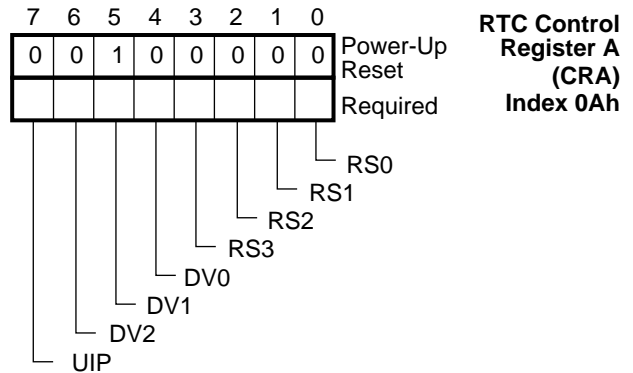 7 6 5 4 3 2 1 0
0 0 1 0 0 0 0 0
Power-Up
Reset
Required
RTC Control
Register A
(CRA)
Index 0Ah
RS0
RS1
RS2
RS3
DV0
DV1
DV2
UIP